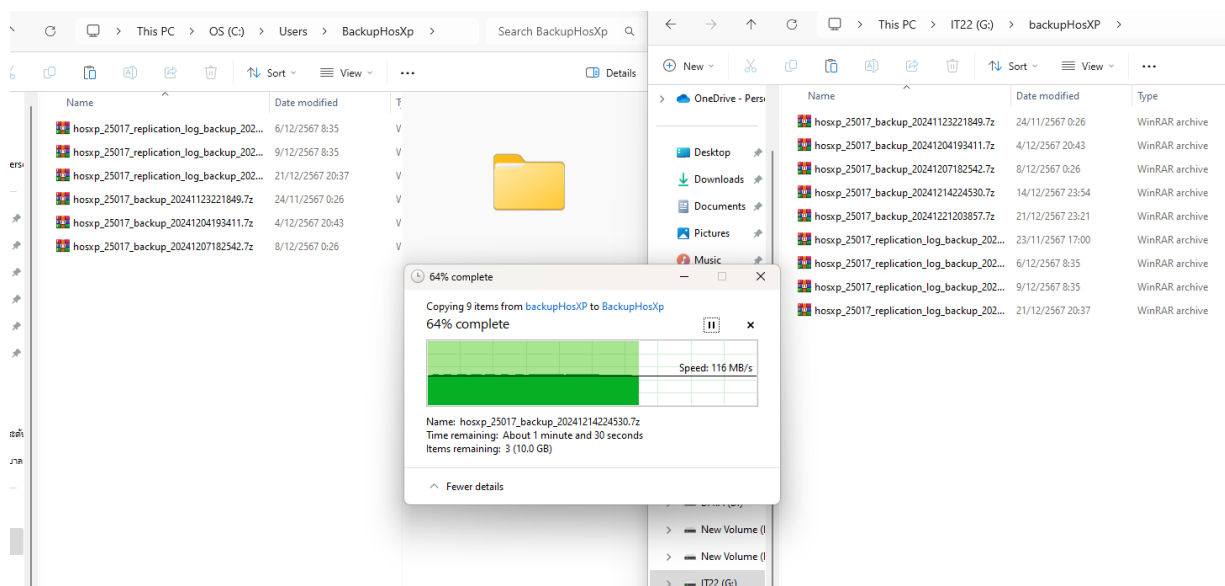 This PC > OS (C:) > Users > BackupHosXp >
Search BackupHosXp
Sort
View
Details
Name
Date modified
hosxp_25017_replication_log_backup_202... 6/12/2567 8:35
hosxp_25017_replication_log_backup_202... 9/12/2567 8:35
hosxp_25017_replication_log_backup_202... 21/12/2567 20:37
hosxp_25017_backup_20241123221849.7z 24/11/2567 0:26
hosxp_25017_backup_20241204193411.7z 4/12/2567 20:43
hosxp_25017_backup_20241207182542.7z 8/12/2567 0:26
This PC > IT22 (G:) > backupHosXP >
New
Sort
View
OneDrive - Pers
Desktop
Downloads
Documents
Pictures
Music
Name Date modified Type
hosxp_25017_backup_20241123221849.7z 24/11/2567 0:26 WinRAR archive
hosxp_25017_backup_20241204193411.7z 4/12/2567 20:43 WinRAR archive
hosxp_25017_backup_20241207182542.7z 8/12/2567 0:26 WinRAR archive
hosxp_25017_backup_20241214224530.7z 14/12/2567 23:54 WinRAR archive
hosxp_25017_backup_20241221203857.7z 21/12/2567 23:21 WinRAR archive
hosxp_25017_replication_log_backup_202... 23/11/2567 17:00 WinRAR archive
hosxp_25017_replication_log_backup_202... 6/12/2567 8:35 WinRAR archive
hosxp_25017_replication_log_backup_202... 9/12/2567 8:35 WinRAR archive
hosxp_25017_replication_log_backup_202... 21/12/2567 20:37 WinRAR archive
64% complete
Copying 9 items from backupHosXP to BackupHosXp
64% complete
Speed: 116 MB/s
Name: hosxp_25017_backup_20241214224530.7z
Time remaining: About 1 minute and 30 seconds
Items remaining: 3 (10.0 GB)
Fewer details
New Volume (
New Volume (
IT22 (G:)